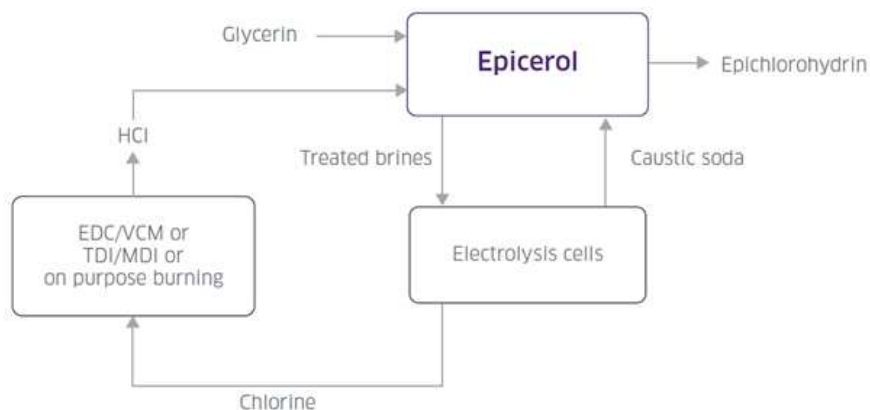 Glycerin
Epicerol
Epichlorohydrin
HCl
Treated brines
Caustic soda
EDC/VCM or
TDI/MDI or
on purpose burning
Electrolysis cells
Chlorine